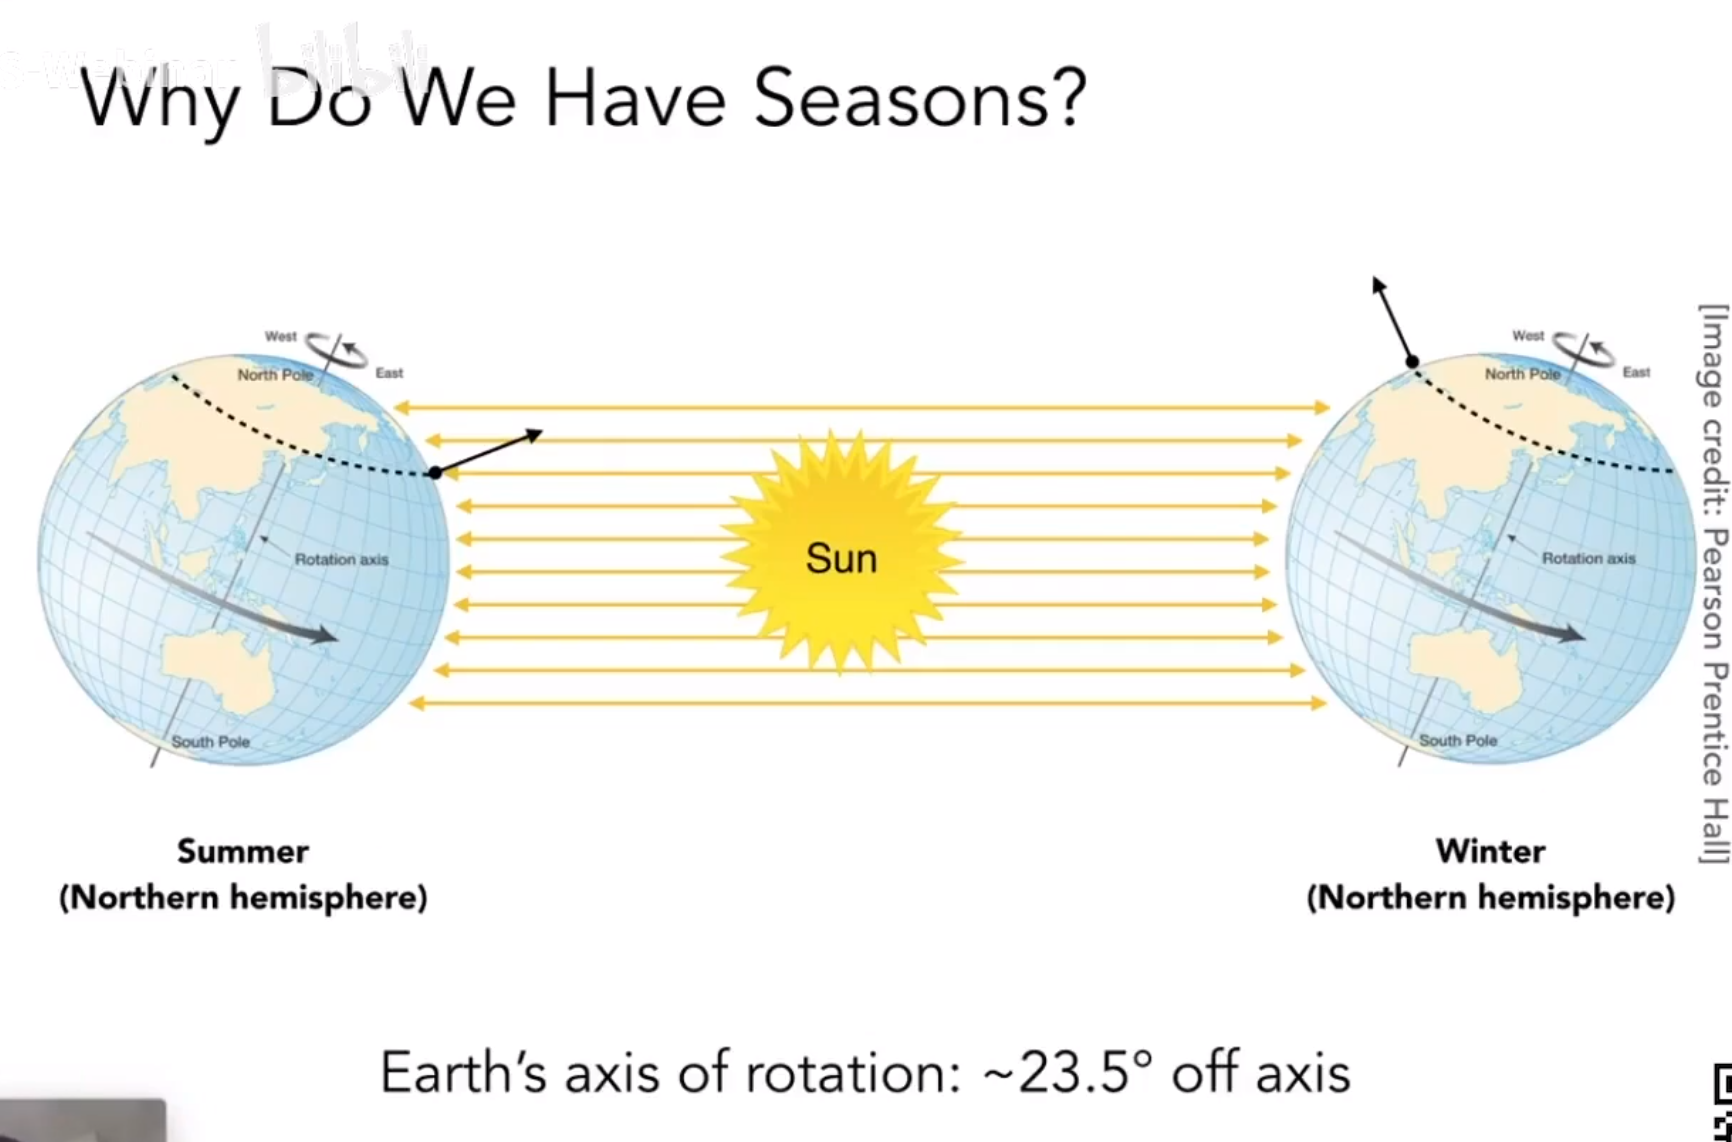 S-Webinar bilibili
Why Do We Have Seasons?
West
North Pole
East
Rotation axis
South Pole
Sun
West
North Pole
East
Rotation axis
South Pole
[Image credit: Pearson Prentice Hall]
Summer
(Northern hemisphere)
Winter
(Northern hemisphere)
Earth's axis of rotation: ~23.5° off axis